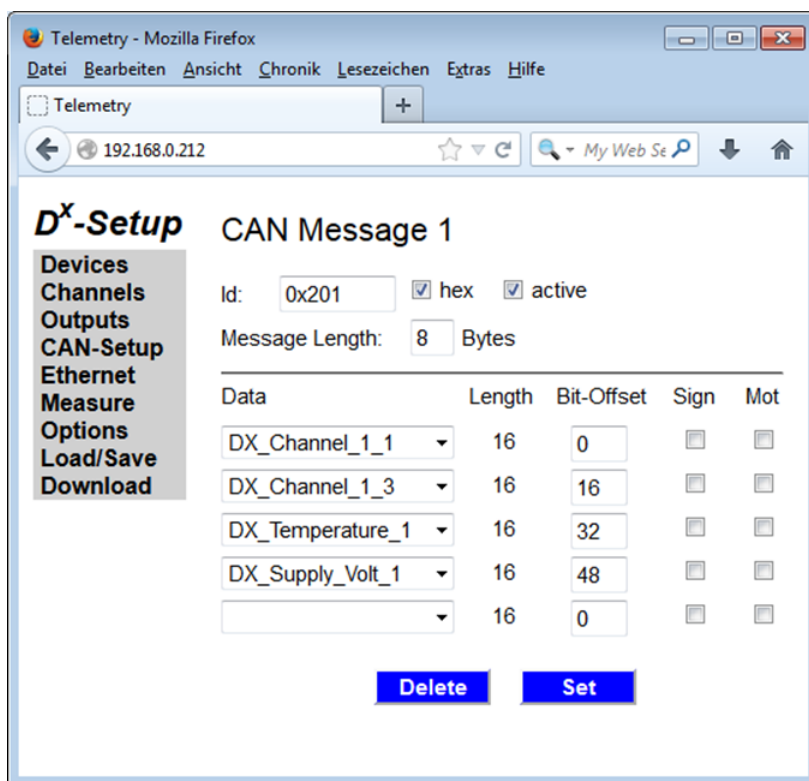 Telemetry - Mozilla Firefox
Datei Bearbeiten Ansicht Chronik Lesezeichen Extras Hilfe
Telemetry +
192.168.0.212 My Web Se
Dx-Setup
Devices
Channels
Outputs
CAN-Setup
Ethernet
Measure
Options
Load/Save
Download
CAN Message 1
Id: 0x201 hex active
Message Length: 8 Bytes
Data Length Bit-Offset Sign Mot
DX_Channel_1_1 16 0
DX_Channel_1_3 16 16
DX_Temperature_1 16 32
DX_Supply_Volt_1 16 48
16 0
Delete Set